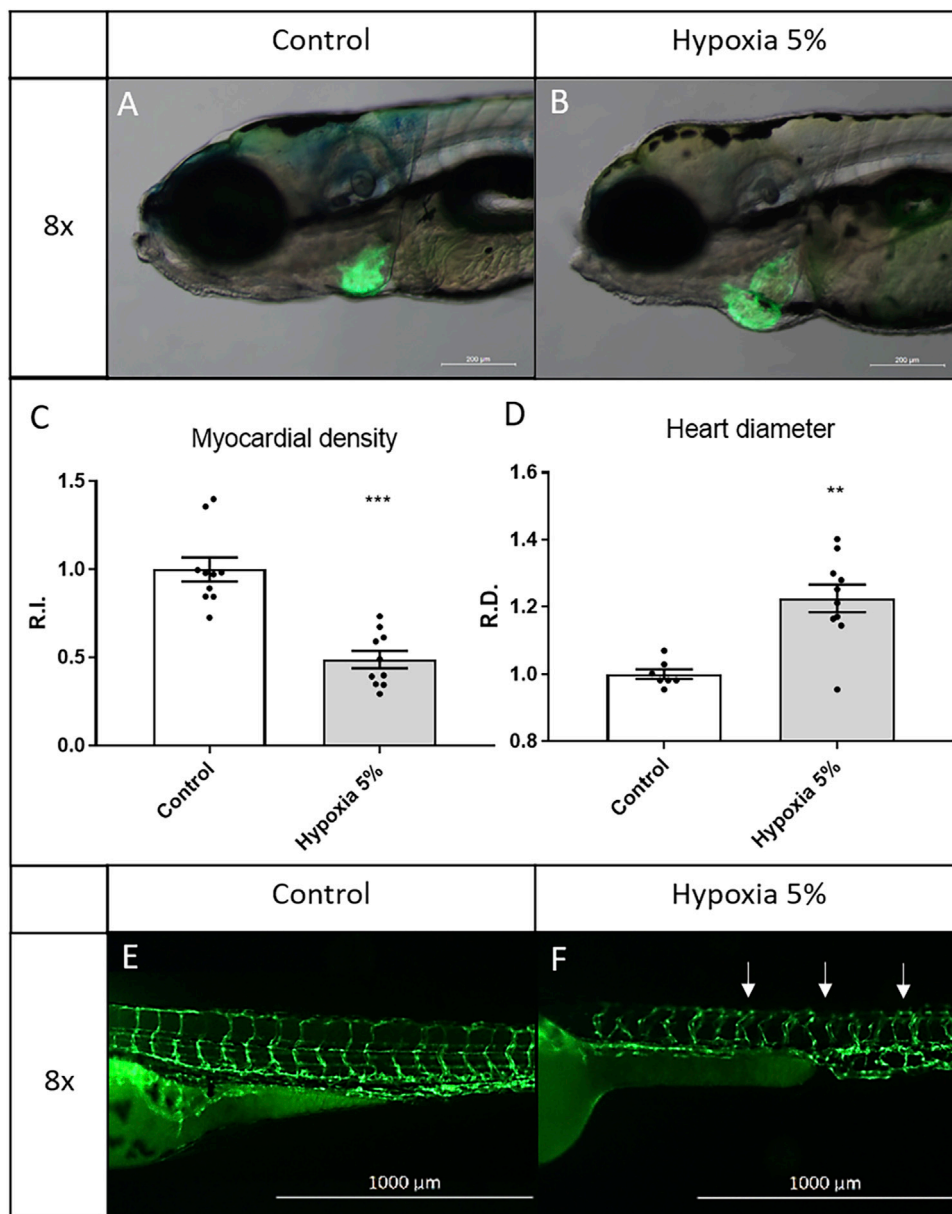 Control
Hypoxia 5%
8x
A
B
200 µm
200 µm
C
Myocardial density
1.5
1.0
0.5
0.0
R.I.
***
Control
Hypoxia 5%
D
Heart diameter
1.6
1.4
1.2
1.0
0.8
R.D.
**
Control
Hypoxia 5%
Control
Hypoxia 5%
8x
E
F
1000 µm
1000 µm